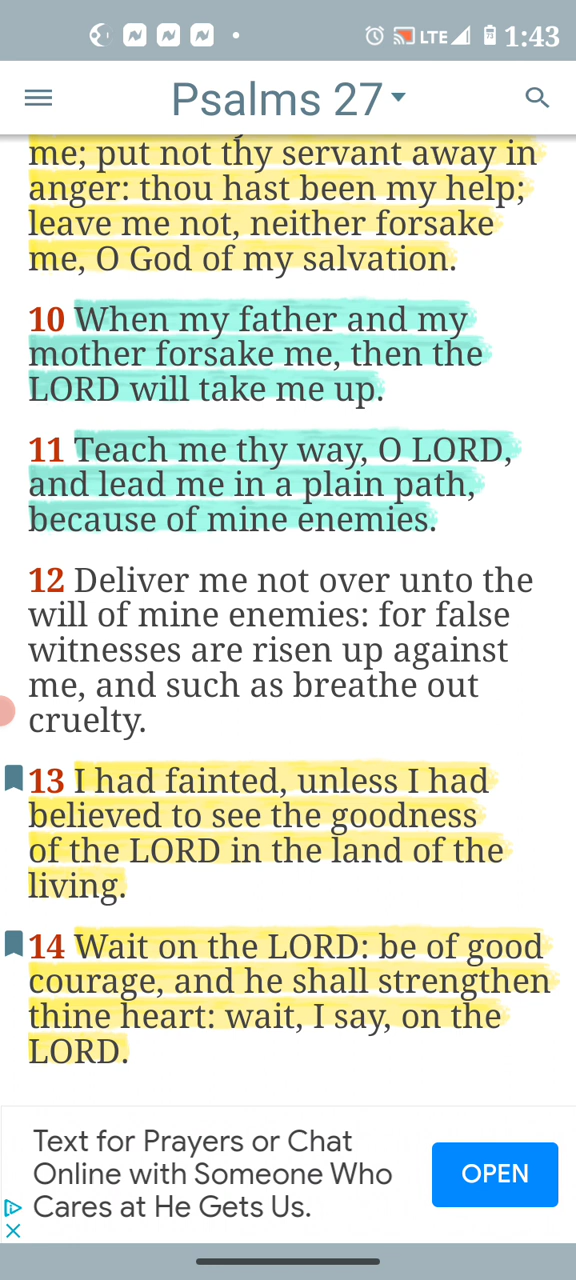 LTE 1:43
Psalms 27
me; put not thy servant away in
anger: thou hast been my help;
leave me not, neither forsake
me, O God of my salvation.
10 When my father and my
mother forsake me, then the
LORD will take me up.
11 Teach me thy way, O LORD,
and lead me in a plain path,
because of mine enemies.
12 Deliver me not over unto the
will of mine enemies: for false
witnesses are risen up against
me, and such as breathe out
cruelty.
13 I had fainted, unless I had
believed to see the goodness
of the LORD in the land of the
living.
14 Wait on the LORD: be of good
courage, and he shall strengthen
thine heart: wait, I say, on the
LORD.
Text for Prayers or Chat
Online with Someone Who
Cares at He Gets Us.
OPEN